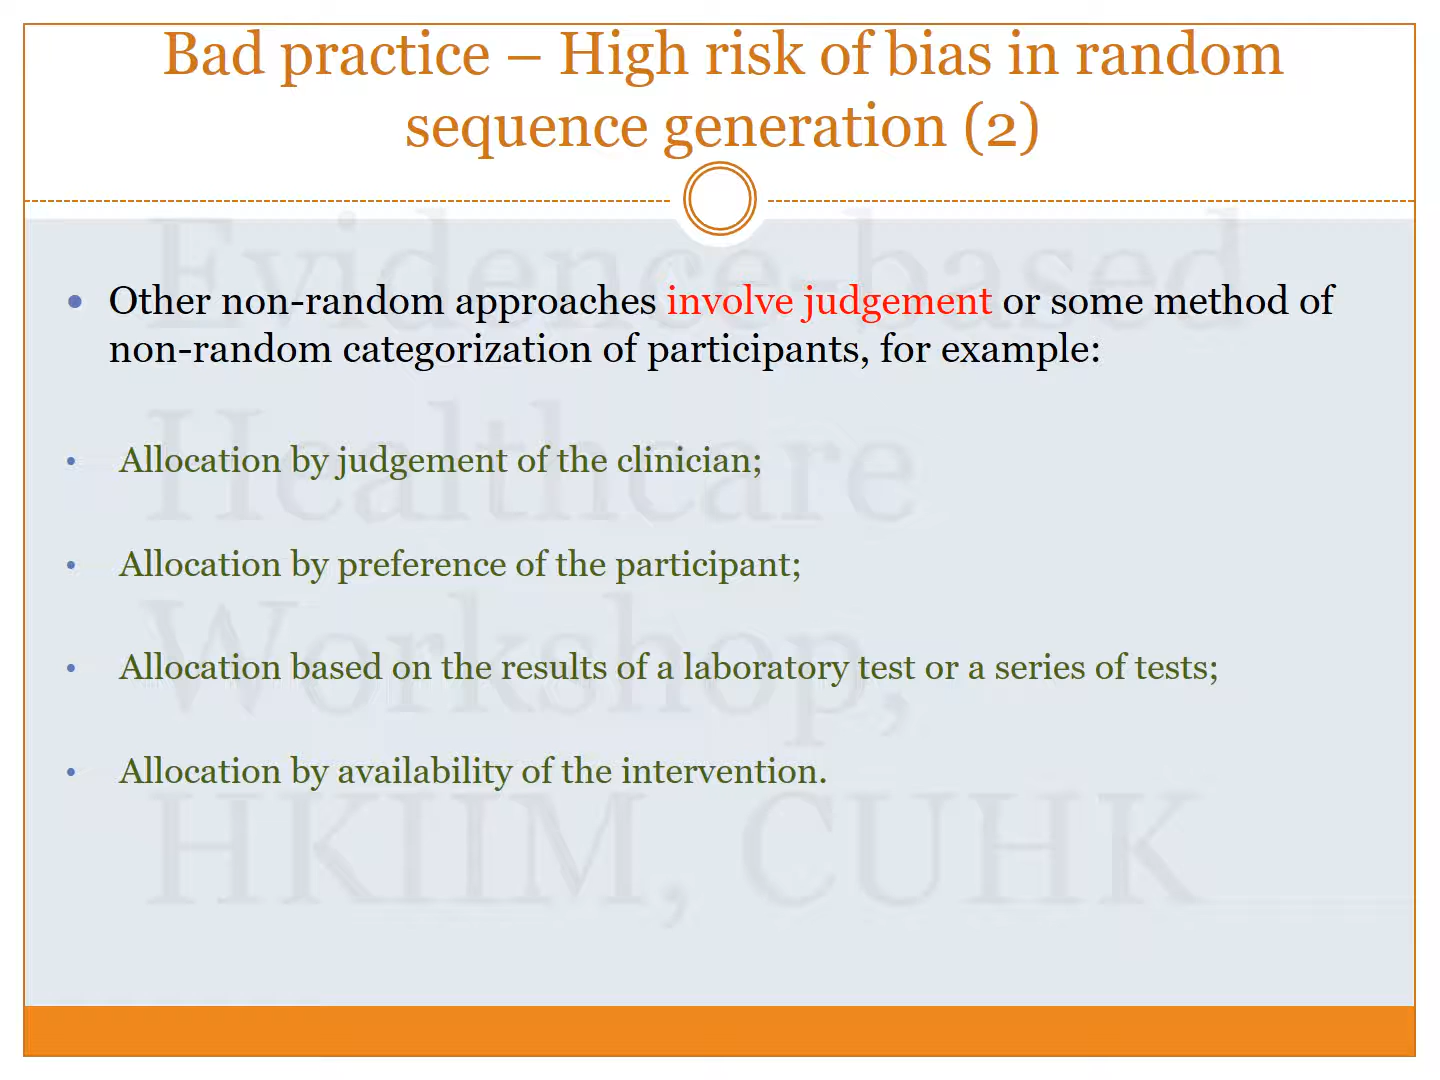 Bad practice – High risk of bias in random
sequence generation (2)
• Other non-random approaches involve judgement or some method of
non-random categorization of participants, for example:
• Allocation by judgement of the clinician;
• Allocation by preference of the participant;
• Allocation based on the results of a laboratory test or a series of tests;
• Allocation by availability of the intervention.
Evidence-based
Healthcare
Workshop,
HKIIM, CUHK